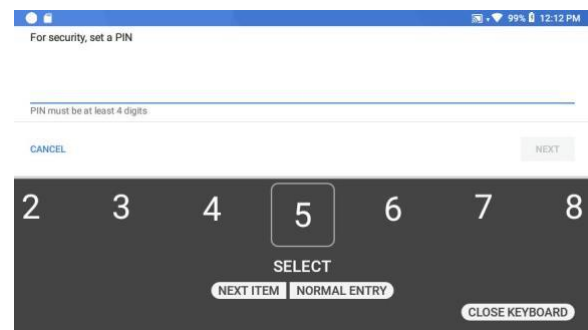 99% 12:12 PM
For security, set a PIN
PIN must be at least 4 digits
CANCEL NEXT
2 3 4 5 6 7 8
SELECT
NEXT ITEM NORMAL ENTRY
CLOSE KEYBOARD